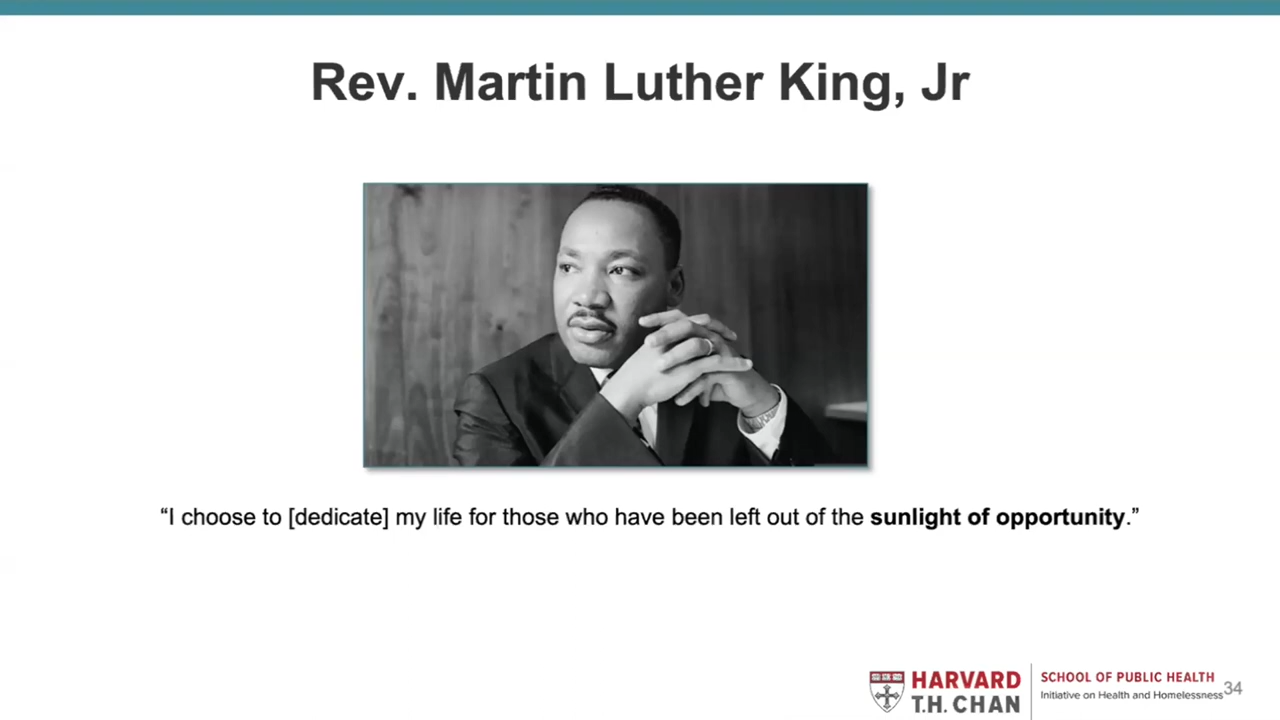 Rev. Martin Luther King, Jr
“I choose to [dedicate] my life for those who have been left out of the sunlight of opportunity.”
HARVARD
T.H. CHAN
SCHOOL OF PUBLIC HEALTH
Initiative on Health and Homelessness
34